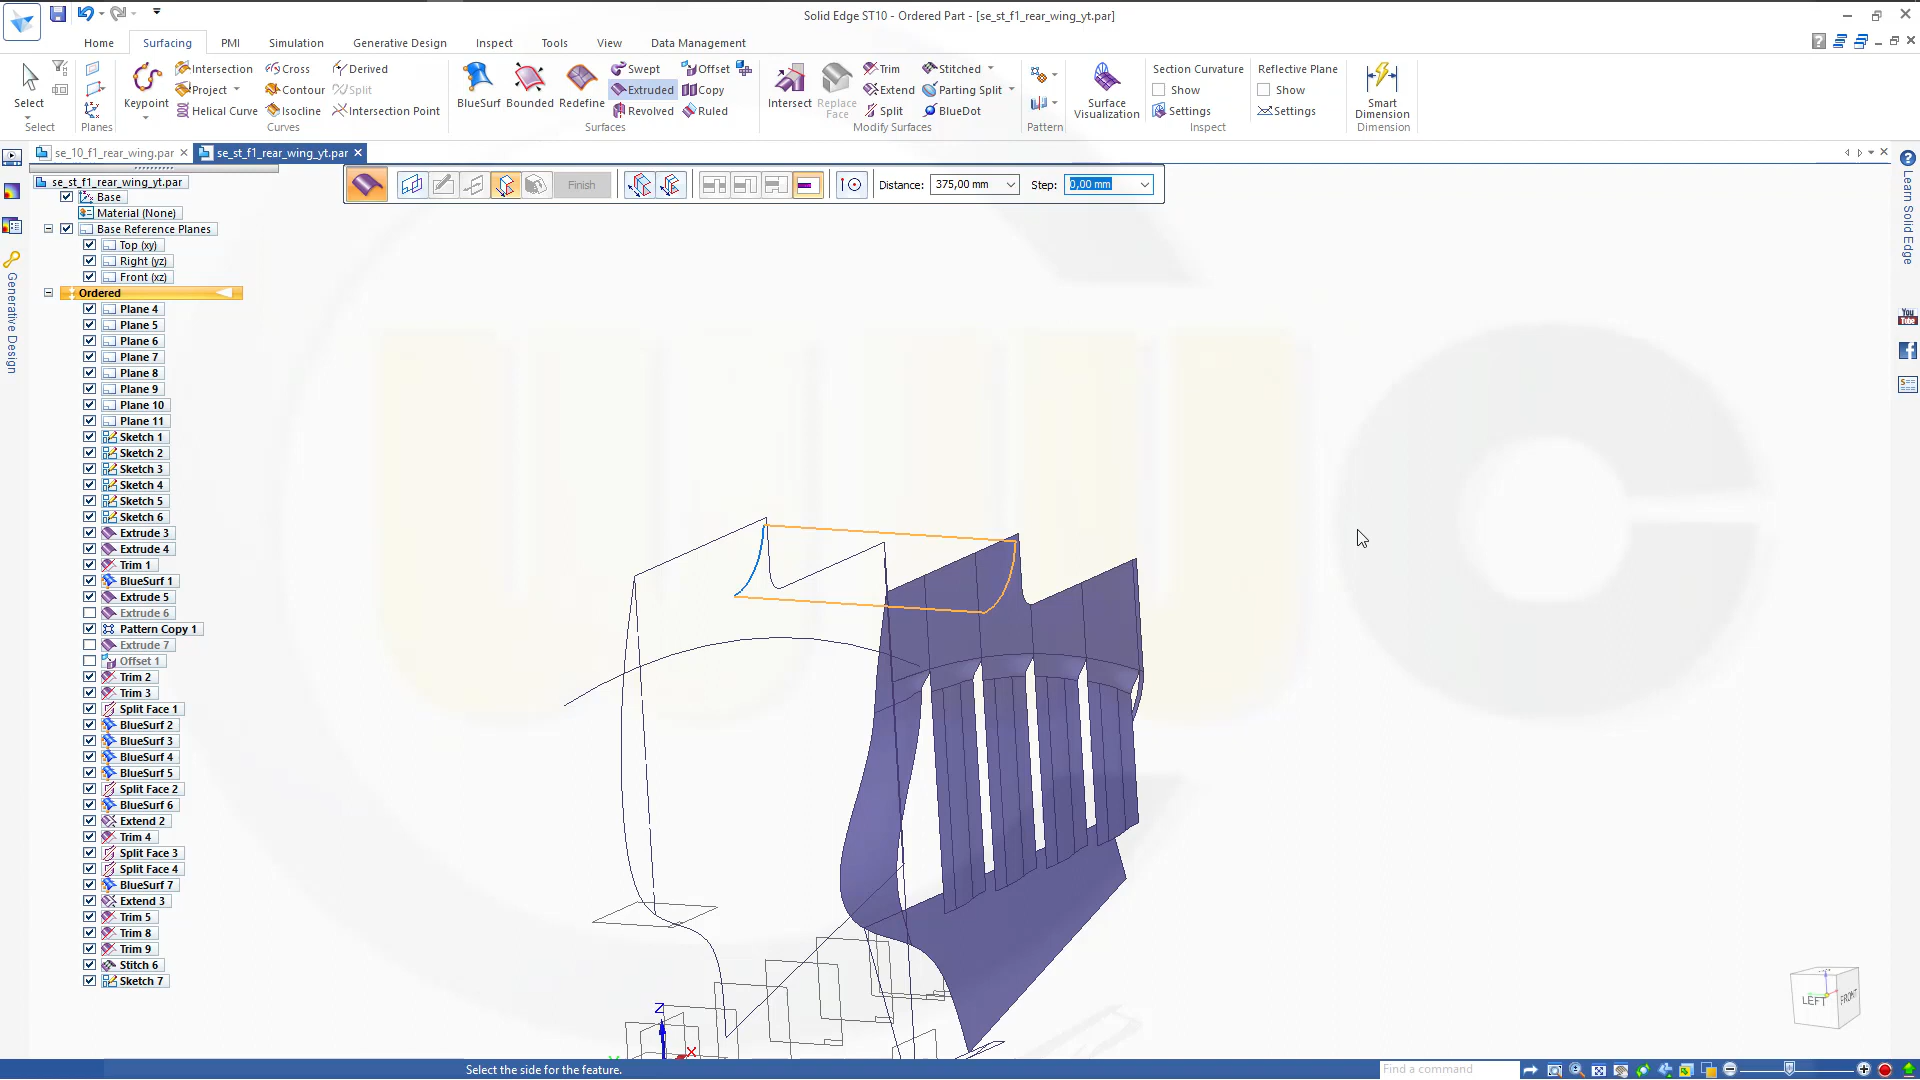 Solid Edge ST10 - Ordered Part - [se_st_f1_rear_wing_yt.par]
Home Surfacing PMI Simulation Generative Design Inspect Tools View Data Management
Select
Select
Planes
Keypoint
Intersection
Project
Helical Curve
Cross
Contour
Isocline
Derived
Split
Intersection Point
Curves
BlueSurf
Bounded
Redefine
Swept
Extruded
Revolved
Offset
Copy
Ruled
Surfaces
Intersect
Replace Face
Trim
Extend
Split
Stitched
Parting Split
BlueDot
Modify Surfaces
Pattern
Surface Visualization
Section Curvature
Show
Settings
Inspect
Reflective Plane
Show
Settings
Smart Dimension
Dimension
se_10_f1_rear_wing.par
se_st_f1_rear_wing_yt.par
Finish
Distance: 375,00 mm
Step: 0,00 mm
se_st_f1_rear_wing_yt.par
Base
Material (None)
Base Reference Planes
Top (xy)
Right (yz)
Front (xz)
Ordered
Plane 4
Plane 5
Plane 6
Plane 7
Plane 8
Plane 9
Plane 10
Plane 11
Sketch 1
Sketch 2
Sketch 3
Sketch 4
Sketch 5
Sketch 6
Extrude 3
Extrude 4
Trim 1
BlueSurf 1
Extrude 5
Extrude 6
Pattern Copy 1
Extrude 7
Offset 1
Trim 2
Trim 3
Split Face 1
BlueSurf 2
BlueSurf 3
BlueSurf 4
BlueSurf 5
Split Face 2
BlueSurf 6
Extend 2
Trim 4
Split Face 3
Split Face 4
BlueSurf 7
Extend 3
Trim 5
Trim 8
Trim 9
Stitch 6
Sketch 7
Generative Design
Learn Solid Edge
You
Tube
Z
X
LEFT
FRONT
Select the side for the feature.
Find a command